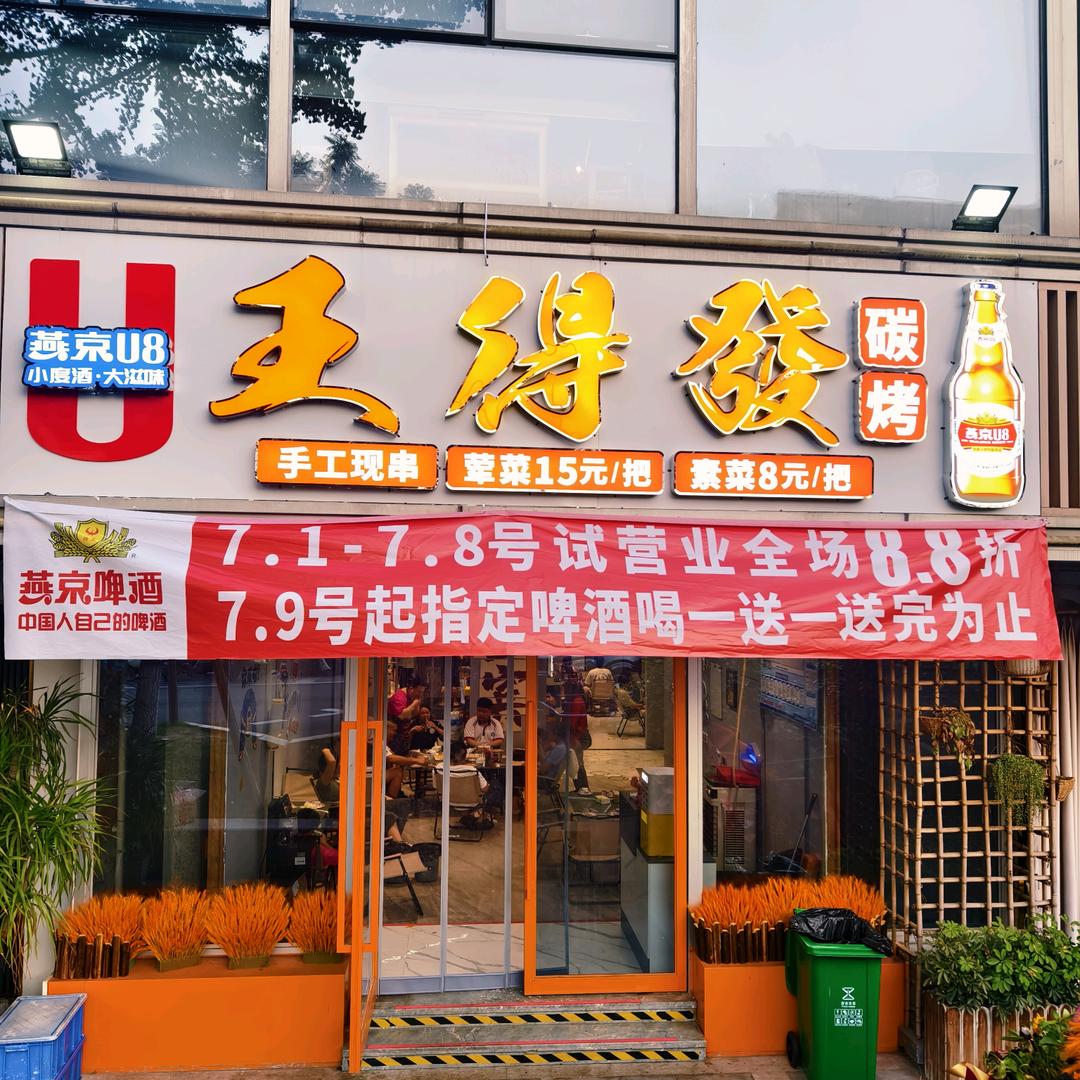 燕京U8
小度酒·大滋味
王得發
碳烤
燕京U8
手工现串
荤菜15元/把
素菜8元/把
燕京啤酒
中国人自己的啤酒
7.1-7.8号试营业全场8.8折
7.9号起指定啤酒喝一送一送完为止